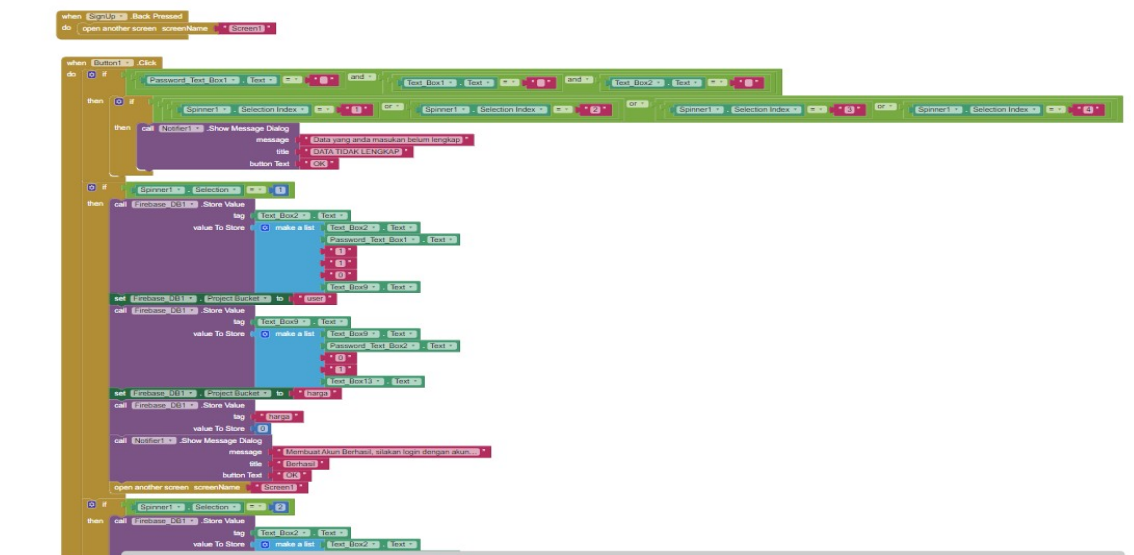 when SignUp .Back Pressed
do open another screen screenName " Screen1 "
when Button1 .Click
do if Password_Text_Box1 . Text = " " and Text_Box1 . Text = " " and Text_Box2 . Text = " "
then if Spinner1 . Selection Index = " 1 " or Spinner1 . Selection Index = " 2 " or Spinner1 . Selection Index = " 3 " or Spinner1 . Selection Index = " 4 "
then call Notifier1 .Show Message Dialog
message " Data yang anda masukan belum lengkap "
title " DATA TIDAK LENGKAP "
button Text " OK "
if Spinner1 . Selection = 1
then call Firebase_DB1 .Store Value
tag Text_Box2 . Text
value To Store make a list Text_Box2 . Text
Password_Text_Box1 . Text
" 1 "
" 1 "
" 0 "
Text_Box9 . Text
set Firebase_DB1 . Project Bucket to " user "
call Firebase_DB1 .Store Value
tag Text_Box9 . Text
value To Store make a list Text_Box9 . Text
Password_Text_Box2 . Text
" 0 "
" 1 "
Text_Box13 . Text
set Firebase_DB1 . Project Bucket to " harga "
call Firebase_DB1 .Store Value
tag " harga "
value To Store 0
call Notifier1 .Show Message Dialog
message " Membuat Akun Berhasil, silakan login dengan akun... "
title " Berhasil "
button Text " OK "
open another screen screenName " Screen1 "
if Spinner1 . Selection = 2
then call Firebase_DB1 .Store Value
tag Text_Box2 . Text
value To Store make a list Text_Box2 . Text